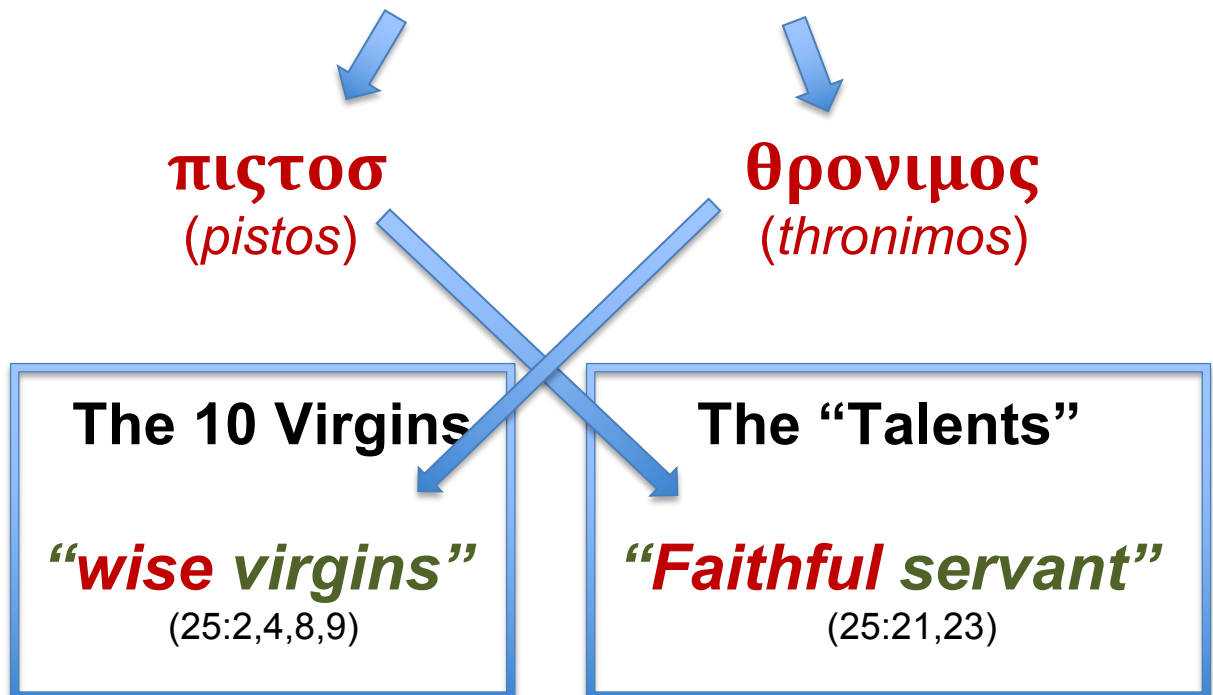 πιςτοσ
(pistos)
θρονιμος
(thronimos)
The 10 Virgins
“wise virgins”
(25:2,4,8,9)
The “Talents”
“Faithful servant”
(25:21,23)